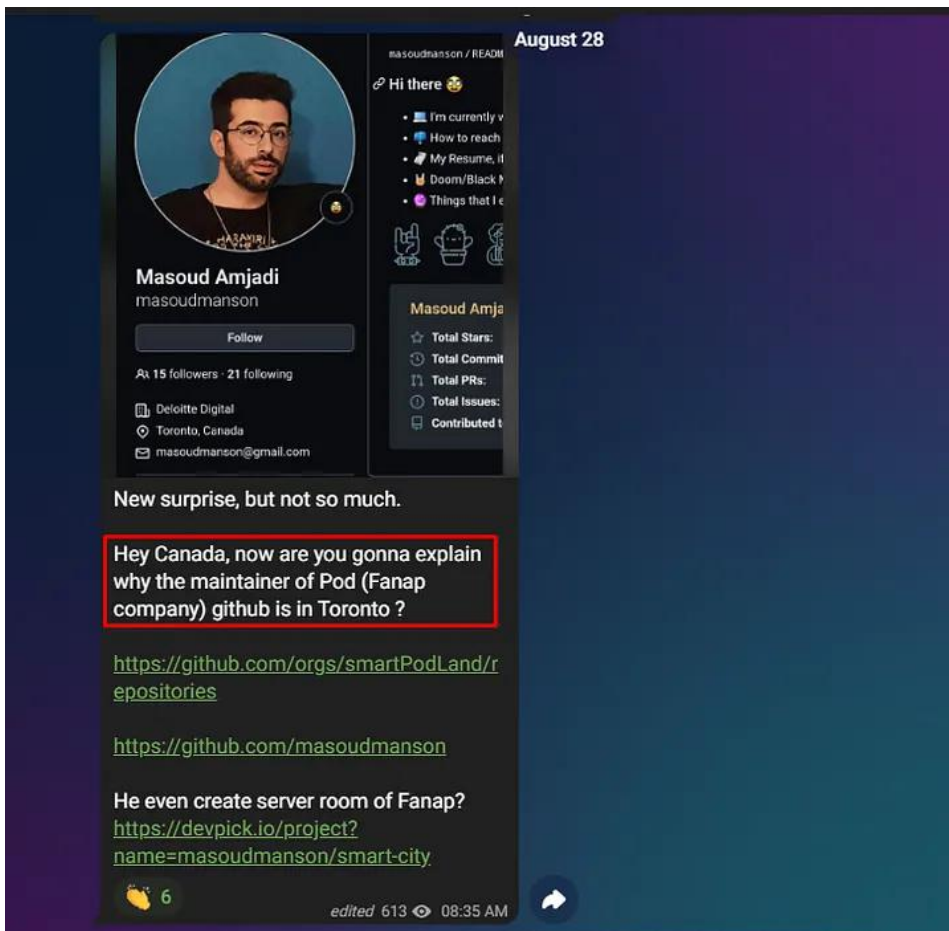 August 28
masoudmanson / READM
Hi there
I'm currently w
How to reach
My Resume, if
Doom/Black M
Things that I e
Masoud Amjadi
masoudmanson
Follow
15 followers · 21 following
Deloitte Digital
Toronto, Canada
masoudmanson@gmail.com
Masoud Amja
Total Stars:
Total Commit
Total PRs:
Total Issues:
Contributed t
New surprise, but not so much.
Hey Canada, now are you gonna explain
why the maintainer of Pod (Fanap
company) github is in Toronto ?
https://github.com/orgs/smartPodLand/r
epositories
https://github.com/masoudmanson
He even create server room of Fanap?
https://devpick.io/project?
name=masoudmanson/smart-city
6
edited 613 08:35 AM